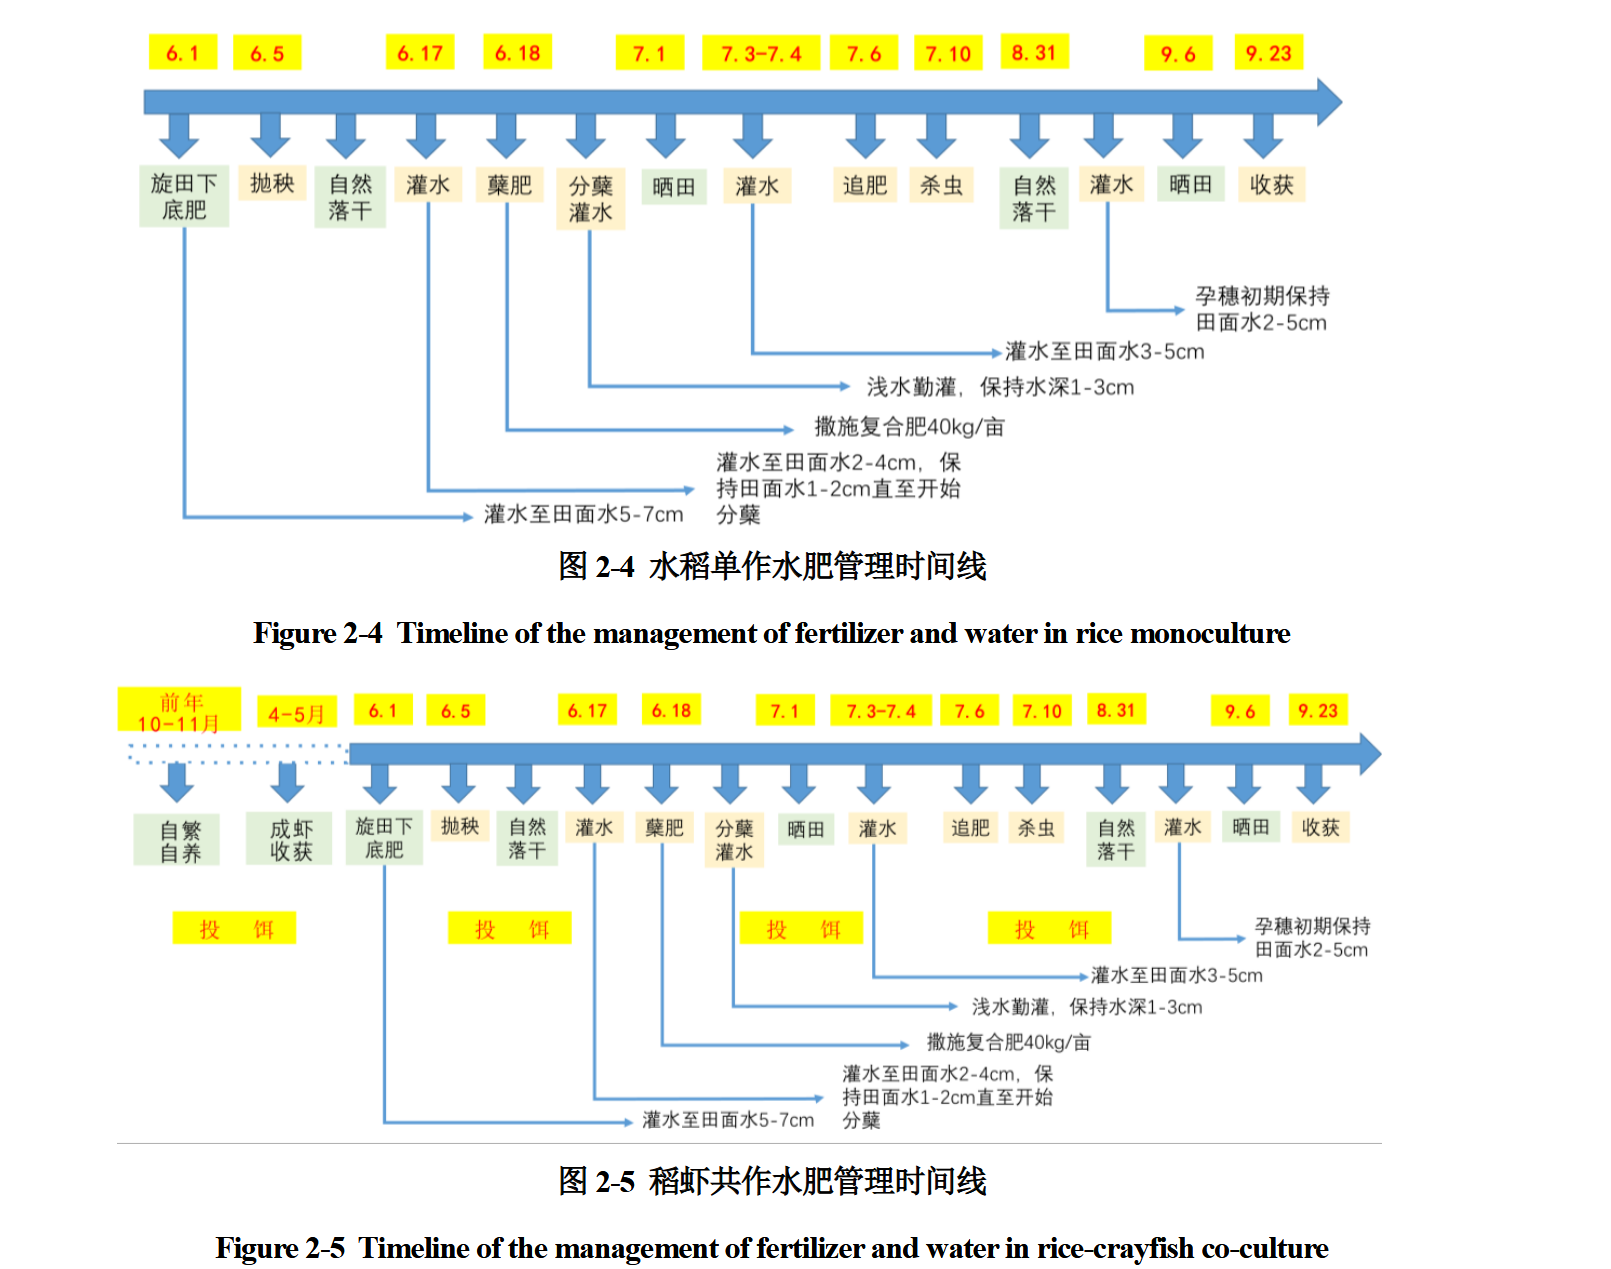 6.1 6.5 6.17 6.18 7.1 7.3-7.4 7.6 7.10 8.31 9.6 9.23
旋田下
底肥
抛秧
自然
落干
灌水
蘖肥
分蘖
灌水
晒田
灌水
追肥
杀虫
自然
落干
灌水
晒田
收获
孕穗初期保持
田面水2-5cm
灌水至田面水3-5cm
浅水勤灌，保持水深1-3cm
撒施复合肥40kg/亩
灌水至田面水2-4cm，保
持田面水1-2cm直至开始
分蘖
灌水至田面水5-7cm
图 2-4 水稻单作水肥管理时间线
Figure 2-4 Timeline of the management of fertilizer and water in rice monoculture
前年
10-11月
4-5月 6.1 6.5 6.17 6.18 7.1 7.3-7.4 7.6 7.10 8.31 9.6 9.23
自繁
自养
成虾
收获
旋田下
底肥
抛秧
自然
落干
灌水
蘖肥
分蘖
灌水
晒田
灌水
追肥
杀虫
自然
落干
灌水
晒田
收获
投 饵 投 饵 投 饵 投 饵
孕穗初期保持
田面水2-5cm
灌水至田面水3-5cm
浅水勤灌，保持水深1-3cm
撒施复合肥40kg/亩
灌水至田面水2-4cm，保
持田面水1-2cm直至开始
分蘖
灌水至田面水5-7cm
图 2-5 稻虾共作水肥管理时间线
Figure 2-5 Timeline of the management of fertilizer and water in rice-crayfish co-culture